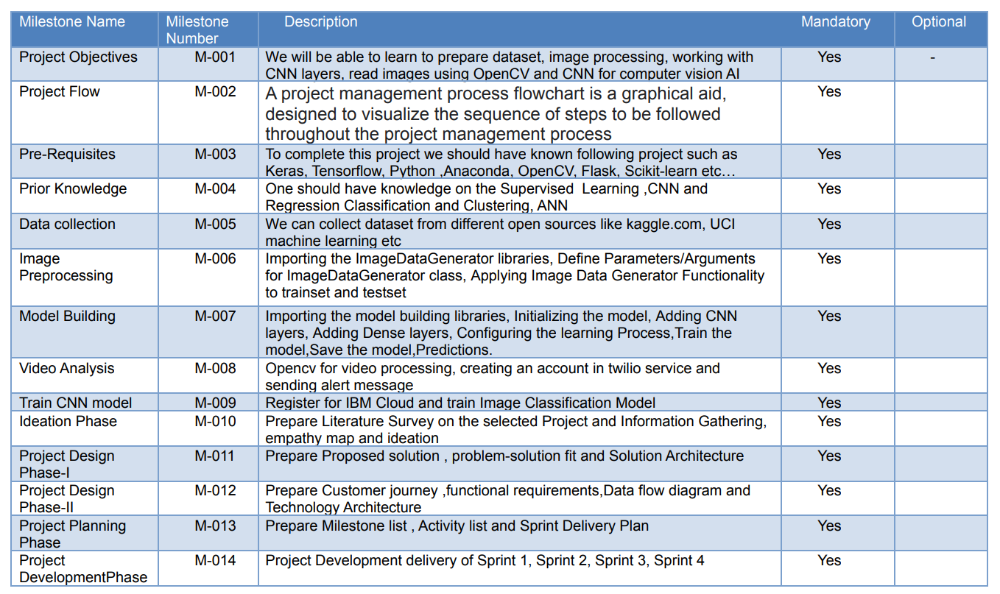 Milestone Name Milestone Number Description Mandatory Optional
Project Objectives M-001 We will be able to learn to prepare dataset, image processing, working with
CNN layers, read images using OpenCV and CNN for computer vision AI Yes -
Project Flow M-002 A project management process flowchart is a graphical aid,
designed to visualize the sequence of steps to be followed
throughout the project management process Yes
Pre-Requisites M-003 To complete this project we should have known following project such as
Keras, Tensorflow, Python ,Anaconda, OpenCV, Flask, Scikit-learn etc… Yes
Prior Knowledge M-004 One should have knowledge on the Supervised  Learning ,CNN and
Regression Classification and Clustering, ANN Yes
Data collection M-005 We can collect dataset from different open sources like kaggle.com, UCI
machine learning etc Yes
Image
Preprocessing M-006 Importing the ImageDataGenerator libraries, Define Parameters/Arguments
for ImageDataGenerator class, Applying Image Data Generator Functionality
to trainset and testset Yes
Model Building M-007 Importing the model building libraries, Initializing the model, Adding CNN
layers, Adding Dense layers, Configuring the learning Process,Train the
model,Save the model,Predictions. Yes
Video Analysis M-008 Opencv for video processing, creating an account in twilio service and
sending alert message Yes
Train CNN model M-009 Register for IBM Cloud and train Image Classification Model Yes
Ideation Phase M-010 Prepare Literature Survey on the selected Project and Information Gathering,
empathy map and ideation Yes
Project Design
Phase-I M-011 Prepare Proposed solution , problem-solution fit and Solution Architecture Yes
Project Design
Phase-II M-012 Prepare Customer journey ,functional requirements,Data flow diagram and
Technology Architecture Yes
Project Planning
Phase M-013 Prepare Milestone list , Activity list and Sprint Delivery Plan Yes
Project
DevelopmentPhase M-014 Project Development delivery of Sprint 1, Sprint 2, Sprint 3, Sprint 4 Yes